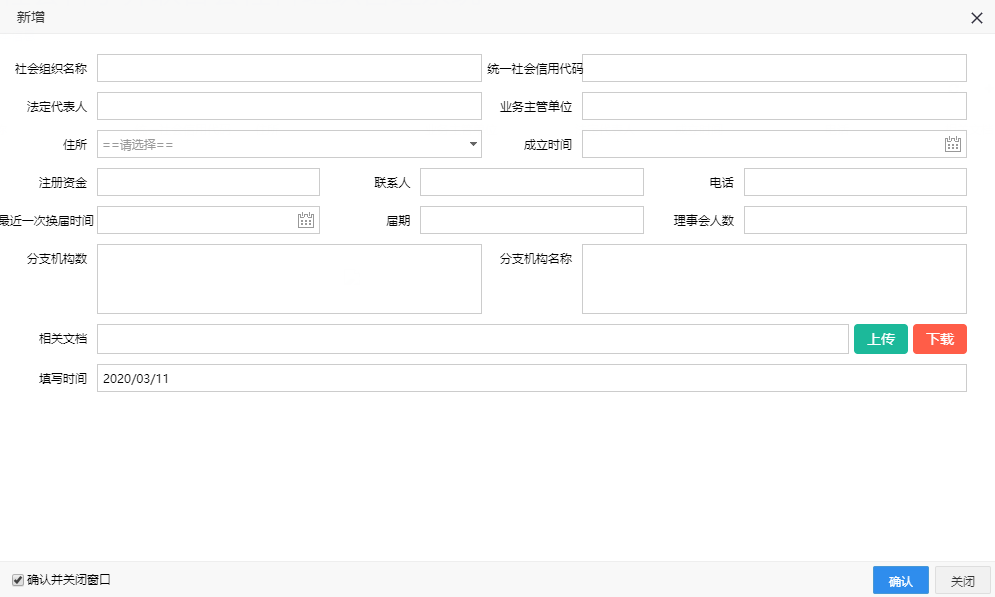 新增
社会组织名称 统一社会信用代码
法定代表人 业务主管单位
住所 ==请选择== 成立时间
注册资金 联系人 电话
最近一次换届时间 届期 理事会人数
分支机构数 分支机构名称
相关文档 上传 下载
填写时间 2020/03/11
确认并关闭窗口 确认 关闭